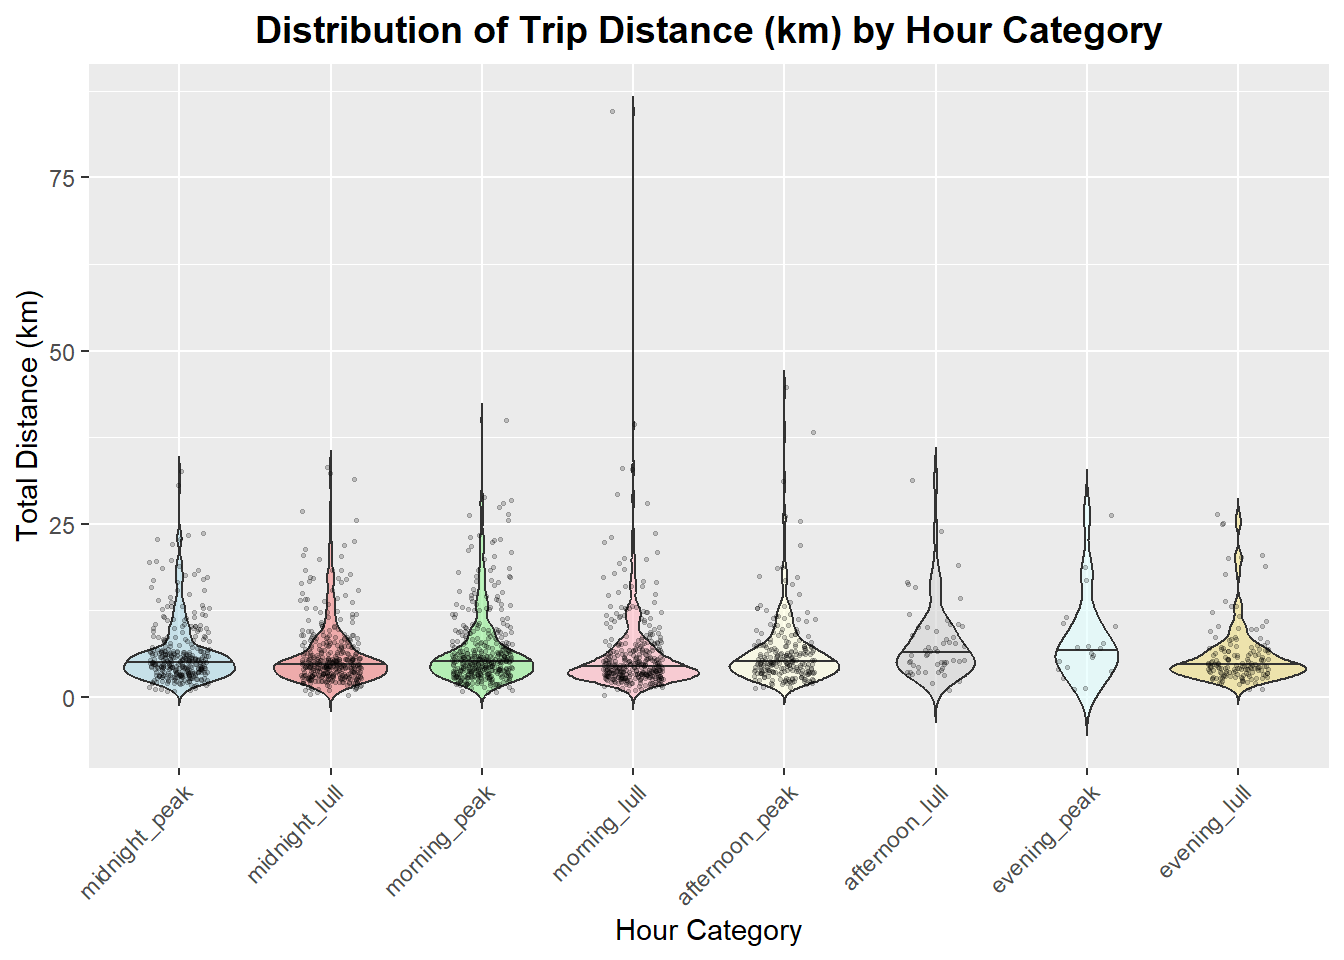 Distribution of Trip Distance (km) by Hour Category
Total Distance (km)
75
50
25
0
midnight_peak
midnight_lull
morning_peak
morning_lull
afternoon_peak
afternoon_lull
evening_peak
evening_lull
Hour Category